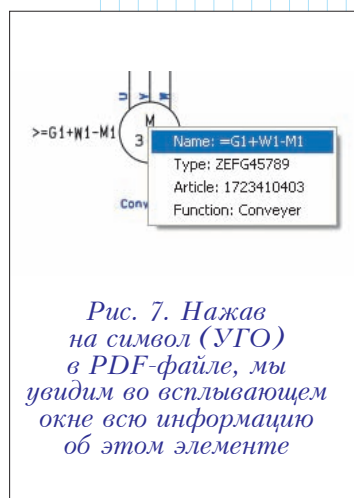 U V W
M
>=G1+W1-M1
3
Name: =G1+W1-M1
Type: ZEFG45789
Article: 1723410403
Conv
Function: Conveyer
Рис. 7. Нажав
на символ (УГО)
в PDF-файле, мы
увидим во всплывающем
окне всю информацию
об этом элементе